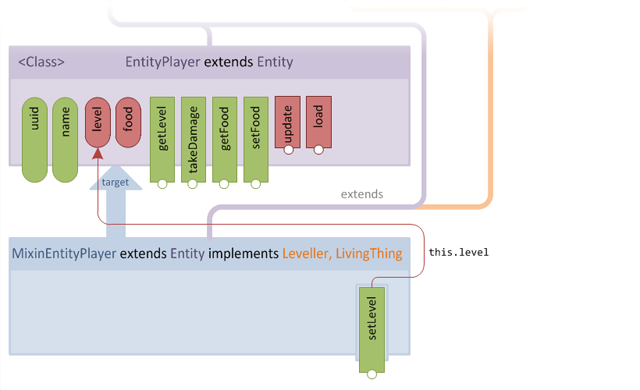 <Class> EntityPlayer extends Entity
uuid
name
level
food
getLevel
takeDamage
getFood
setFood
update
load
target
extends
MixinEntityPlayer extends Entity implements Leveller, LivingThing
this.level
setLevel